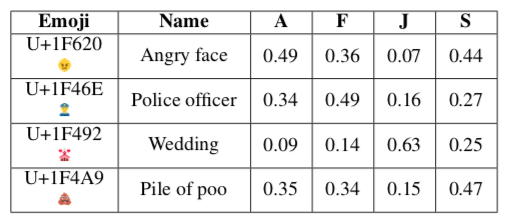 Emoji Name A F J S
U+1F620 Angry face 0.49 0.36 0.07 0.44
U+1F46E Police officer 0.34 0.49 0.16 0.27
U+1F492 Wedding 0.09 0.14 0.63 0.25
U+1F4A9 Pile of poo 0.35 0.34 0.15 0.47